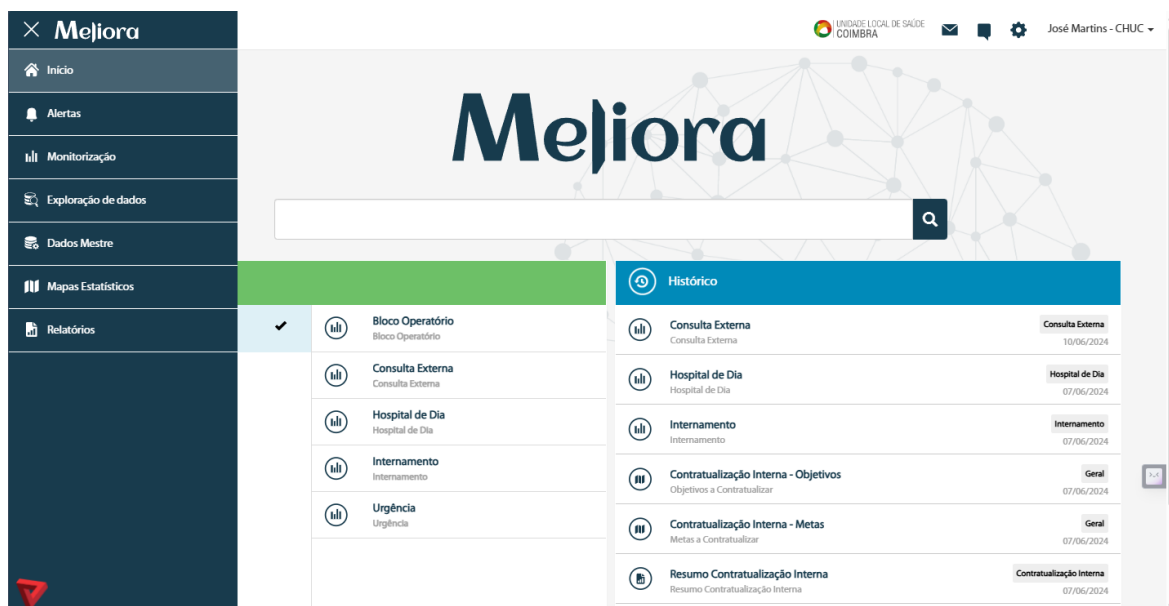 Meliora
UNIDADE LOCAL DE SAÚDE
COIMBRA
José Martins - CHUC
Início
Alertas
Monitorização
Exploração de dados
Dados Mestre
Mapas Estatísticos
Relatórios
Meliora
Bloco Operatório
Bloco Operatório
Consulta Externa
Consulta Externa
Hospital de Dia
Hospital de Dia
Internamento
Internamento
Urgência
Urgência
Histórico
Consulta Externa
Consulta Externa
Consulta Externa
10/06/2024
Hospital de Dia
Hospital de Dia
Hospital de Dia
07/06/2024
Internamento
Internamento
Internamento
07/06/2024
Contratualização Interna - Objetivos
Geral
Objetivos a Contratualizar
07/06/2024
Contratualização Interna - Metas
Geral
Metas a Contratualizar
07/06/2024
Resumo Contratualização Interna
Contratualização Interna
Resumo Contratualização Interna
07/06/2024